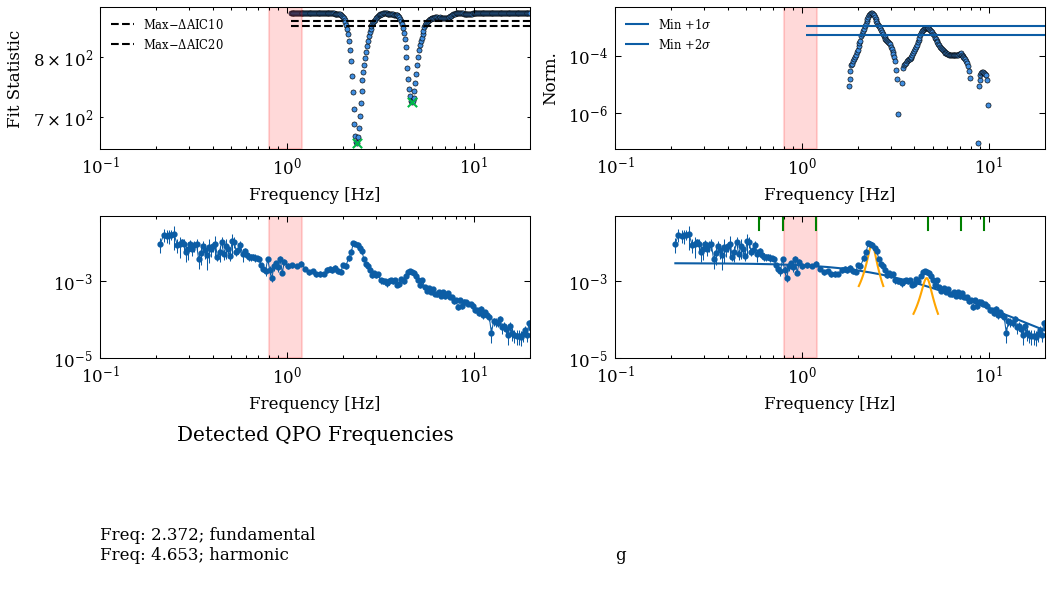 Fit Statistic
8 × 10²
7 × 10²
Max−ΔAIC10
Max−ΔAIC20
10⁻¹ 10⁰ 10¹
Frequency [Hz]
Norm.
10⁻⁴
10⁻⁶
Min +1σ
Min +2σ
10⁻¹ 10⁰ 10¹
Frequency [Hz]
10⁻³
10⁻⁵
10⁻¹ 10⁰ 10¹
Frequency [Hz]
10⁻³
10⁻⁵
10⁻¹ 10⁰ 10¹
Frequency [Hz]
Detected QPO Frequencies
Freq: 2.372; fundamental
Freq: 4.653; harmonic
g